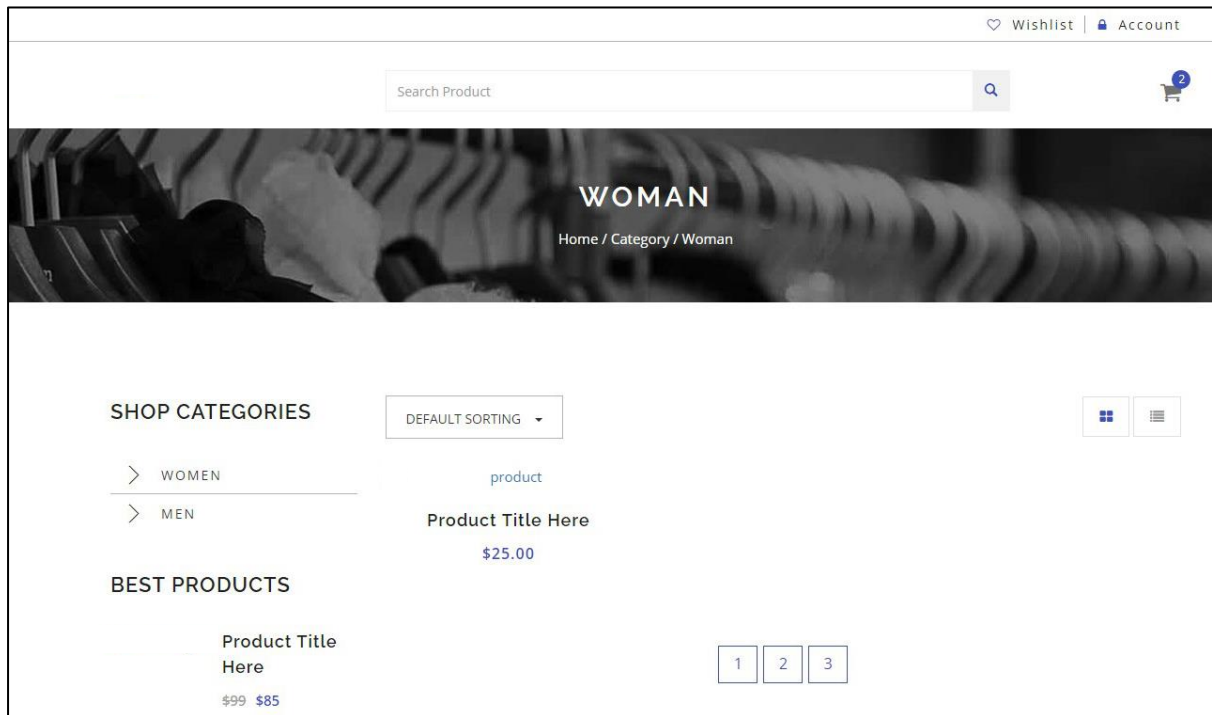 Wishlist Account
Search Product
2
WOMAN
Home / Category / Woman
SHOP CATEGORIES
WOMEN
MEN
BEST PRODUCTS
Product Title
Here
$99 $85
DEFAULT SORTING
product
Product Title Here
$25.00
1 2 3